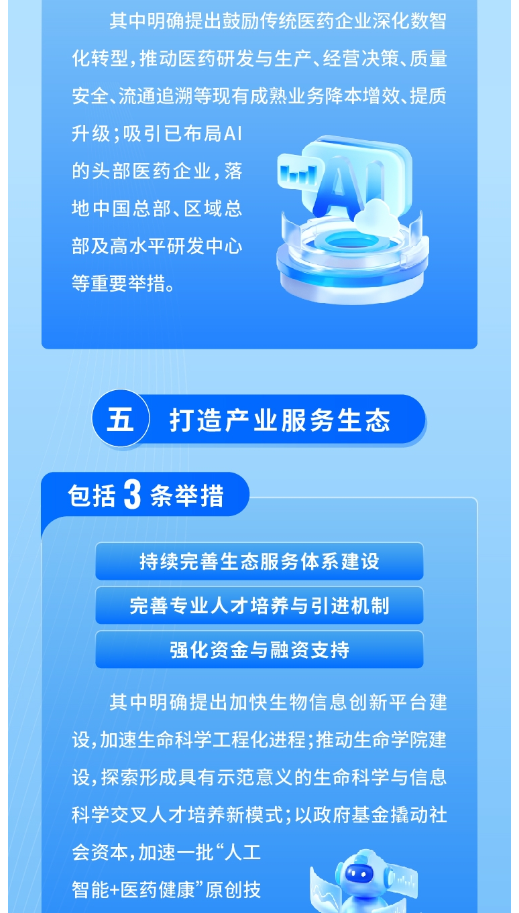 其中明确提出鼓励传统医药企业深化数智
化转型,推动医药研发与生产、经营决策、质量
安全、流通追溯等现有成熟业务降本增效、提质
升级;吸引已布局AI
的头部医药企业,落
地中国总部、区域总
部及高水平研发中心
等重要举措。
AI
五 打造产业服务生态
包括3条举措
持续完善生态服务体系建设
完善专业人才培养与引进机制
强化资金与融资支持
其中明确提出加快生物信息创新平台建
设,加速生命科学工程化进程;推动生命学院建
设,探索形成具有示范意义的生命科学与信息
科学交叉人才培养新模式;以政府基金撬动社
会资本,加速一批“人工
智能+医药健康”原创技